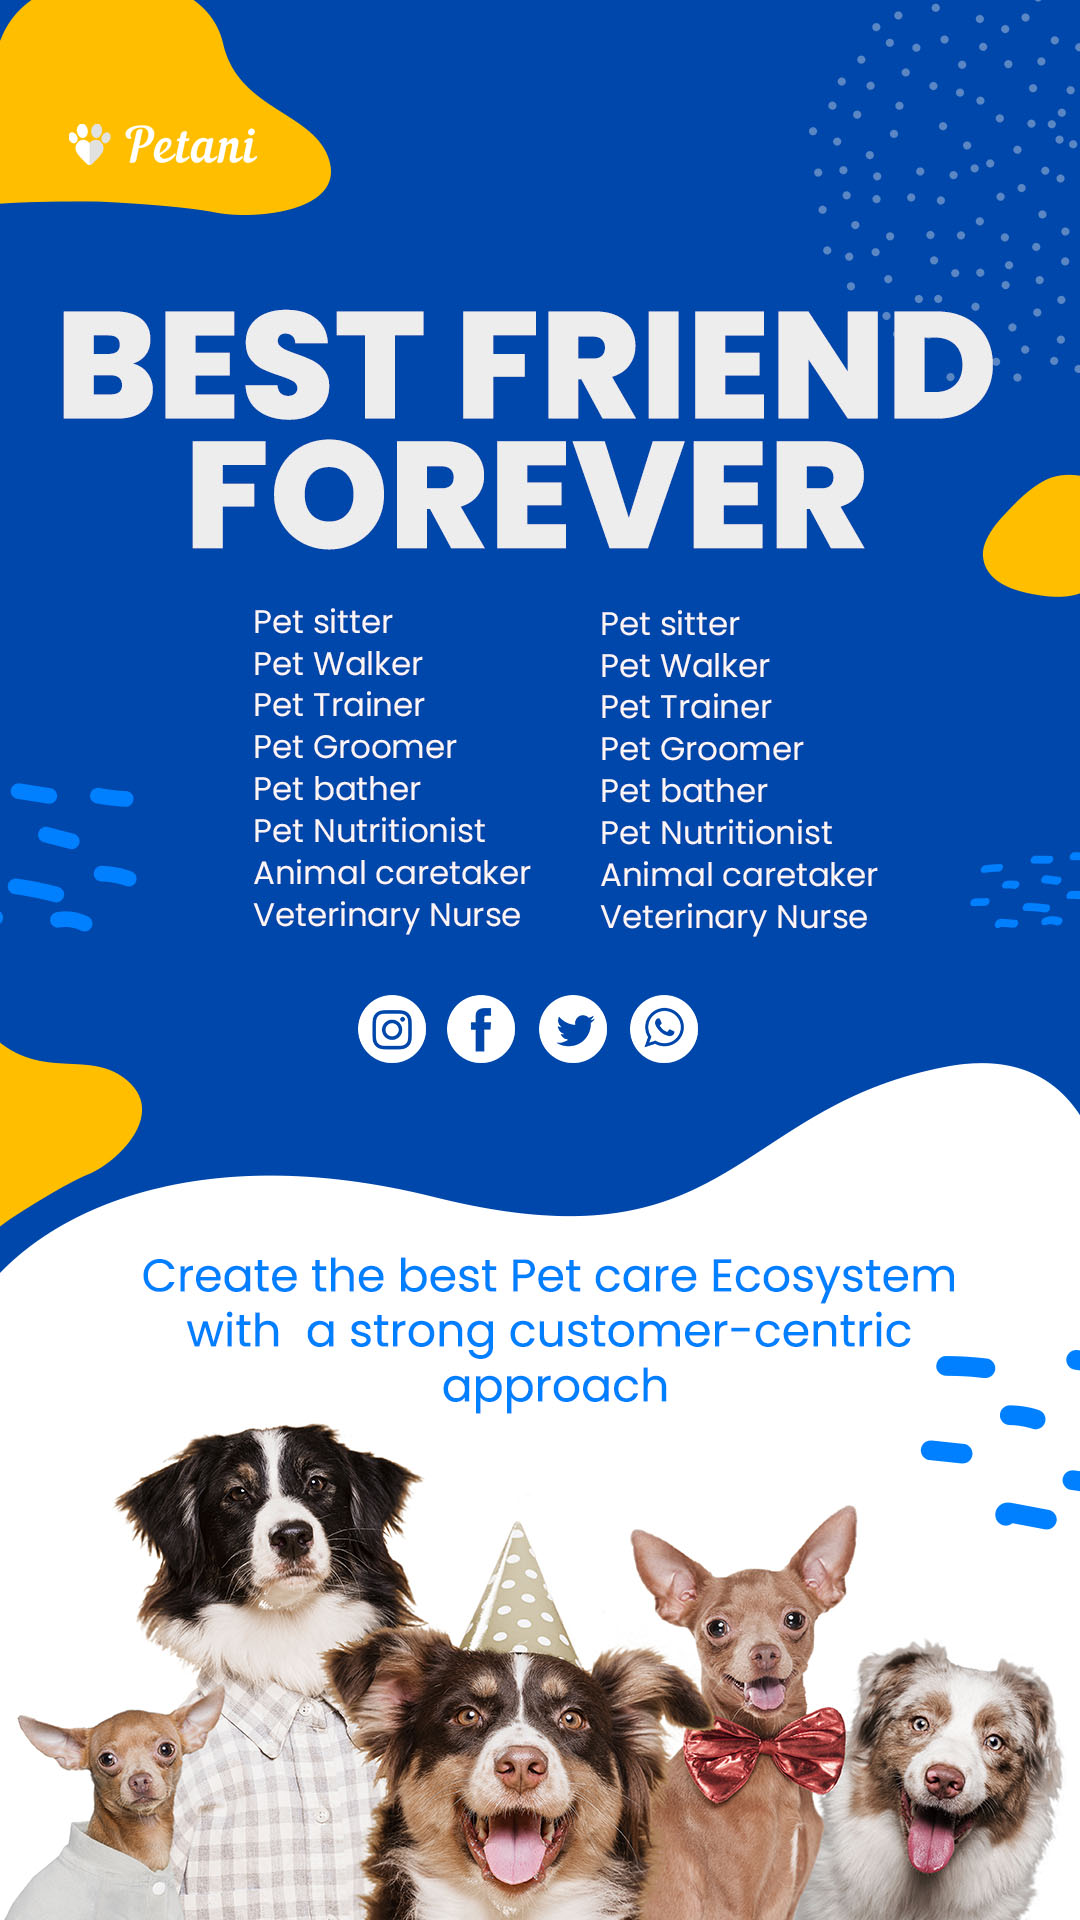 Petani
BEST FRIEND
FOREVER
Pet sitter
Pet Walker
Pet Trainer
Pet Groomer
Pet bather
Pet Nutritionist
Animal caretaker
Veterinary Nurse
Pet sitter
Pet Walker
Pet Trainer
Pet Groomer
Pet bather
Pet Nutritionist
Animal caretaker
Veterinary Nurse
Create the best Pet care Ecosystem
with  a strong customer-centric
approach